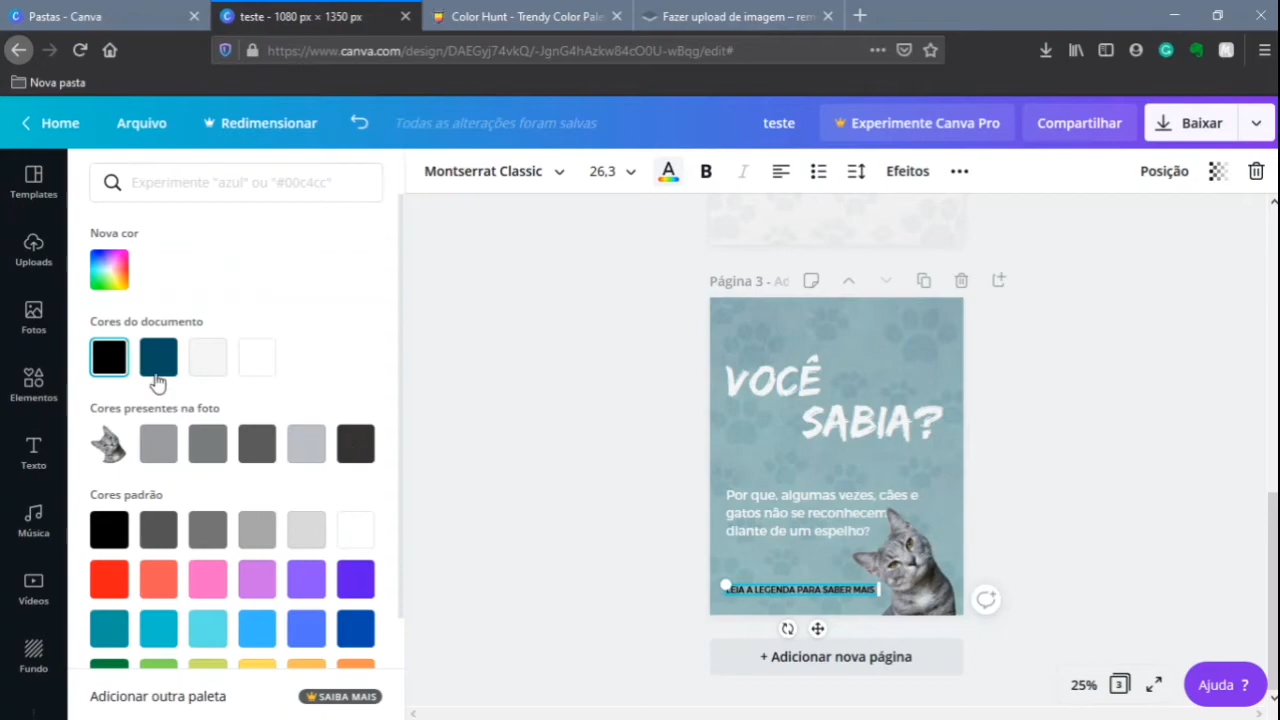 Pastas — Canva
teste - 1080 px × 1350 px
Color Hunt - Trendy Color Pale
Fazer upload de imagem – rem
https://www.canva.com/design/DAEGyj74vkQ/-JgnG4hAzkw84cO0U-wBqg/edit#
Nova pasta
Home
Arquivo
Redimensionar
Todas as alterações foram salvas
teste
Experimente Canva Pro
Compartilhar
Baixar
Templates
Uploads
Fotos
Elementos
Texto
Música
Vídeos
Fundo
Experimente "azul" ou "#00c4cc"
Nova cor
Cores do documento
Cores presentes na foto
Cores padrão
Adicionar outra paleta
SAIBA MAIS
Montserrat Classic
26,3
A
B
I
Efeitos
Posição
Página 3 - Ad
VOCÊ
SABIA?
Por que, algumas vezes, cães e
gatos não se reconhecem
diante de um espelho?
LEIA A LEGENDA PARA SABER MAIS
+ Adicionar nova página
25%
3
Ajuda ?